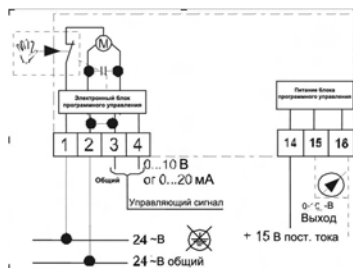 M
Электронный блок
программного управления
Питание блока
программного управления
1 2 3 4
14 15 16
0...10 В
Общий
or 0...20 мА
Управляющий сигнал
Выход
+ 15 В пост. тока
24 ~В
24 ~В общий